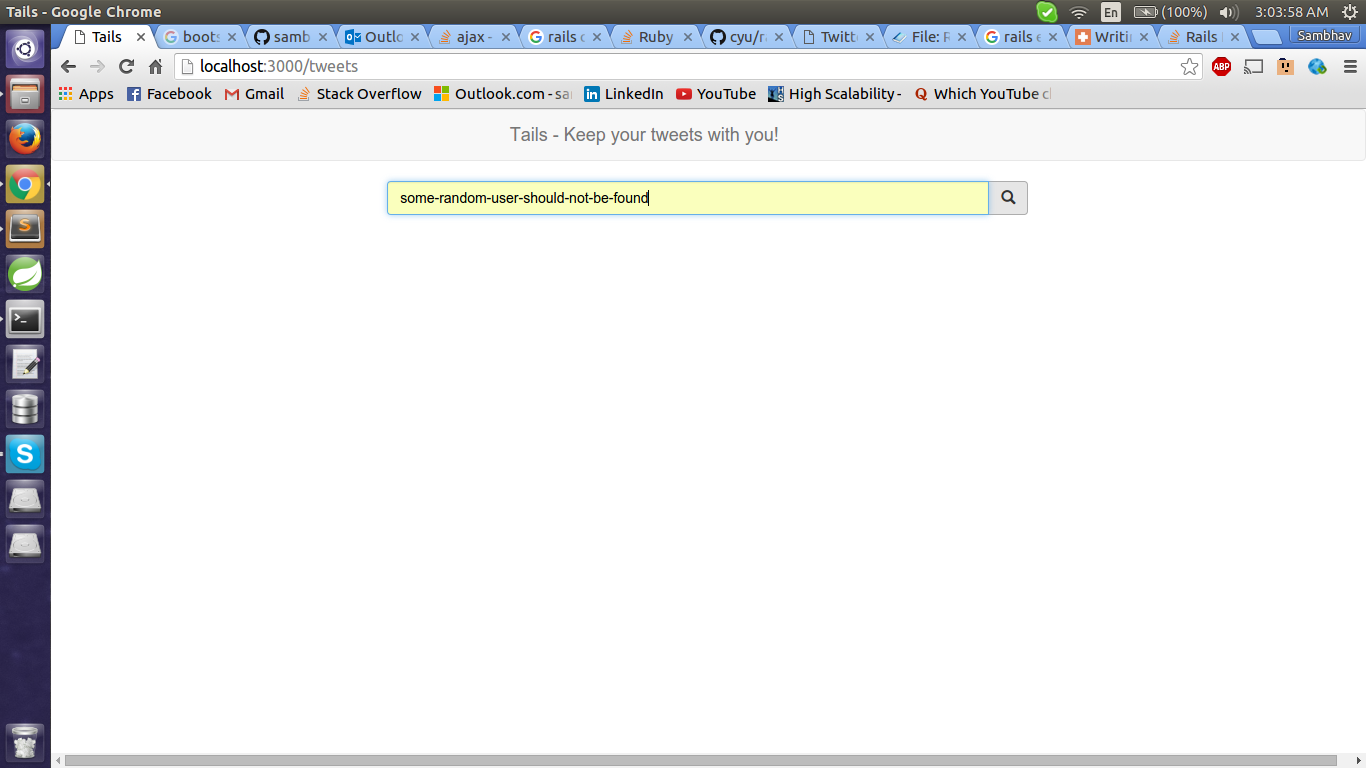 Tails - Google Chrome En (100%) 3:03:58 AM
Tails boots samb Outlo ajax - rails c Ruby cyu/r Twitt File: R rails e Writi Rails Sambhav
localhost:3000/tweets ABP
Apps Facebook Gmail Stack Overflow Outlook.com - sa LinkedIn YouTube High Scalability - Which YouTube c
Tails - Keep your tweets with you!
some-random-user-should-not-be-found